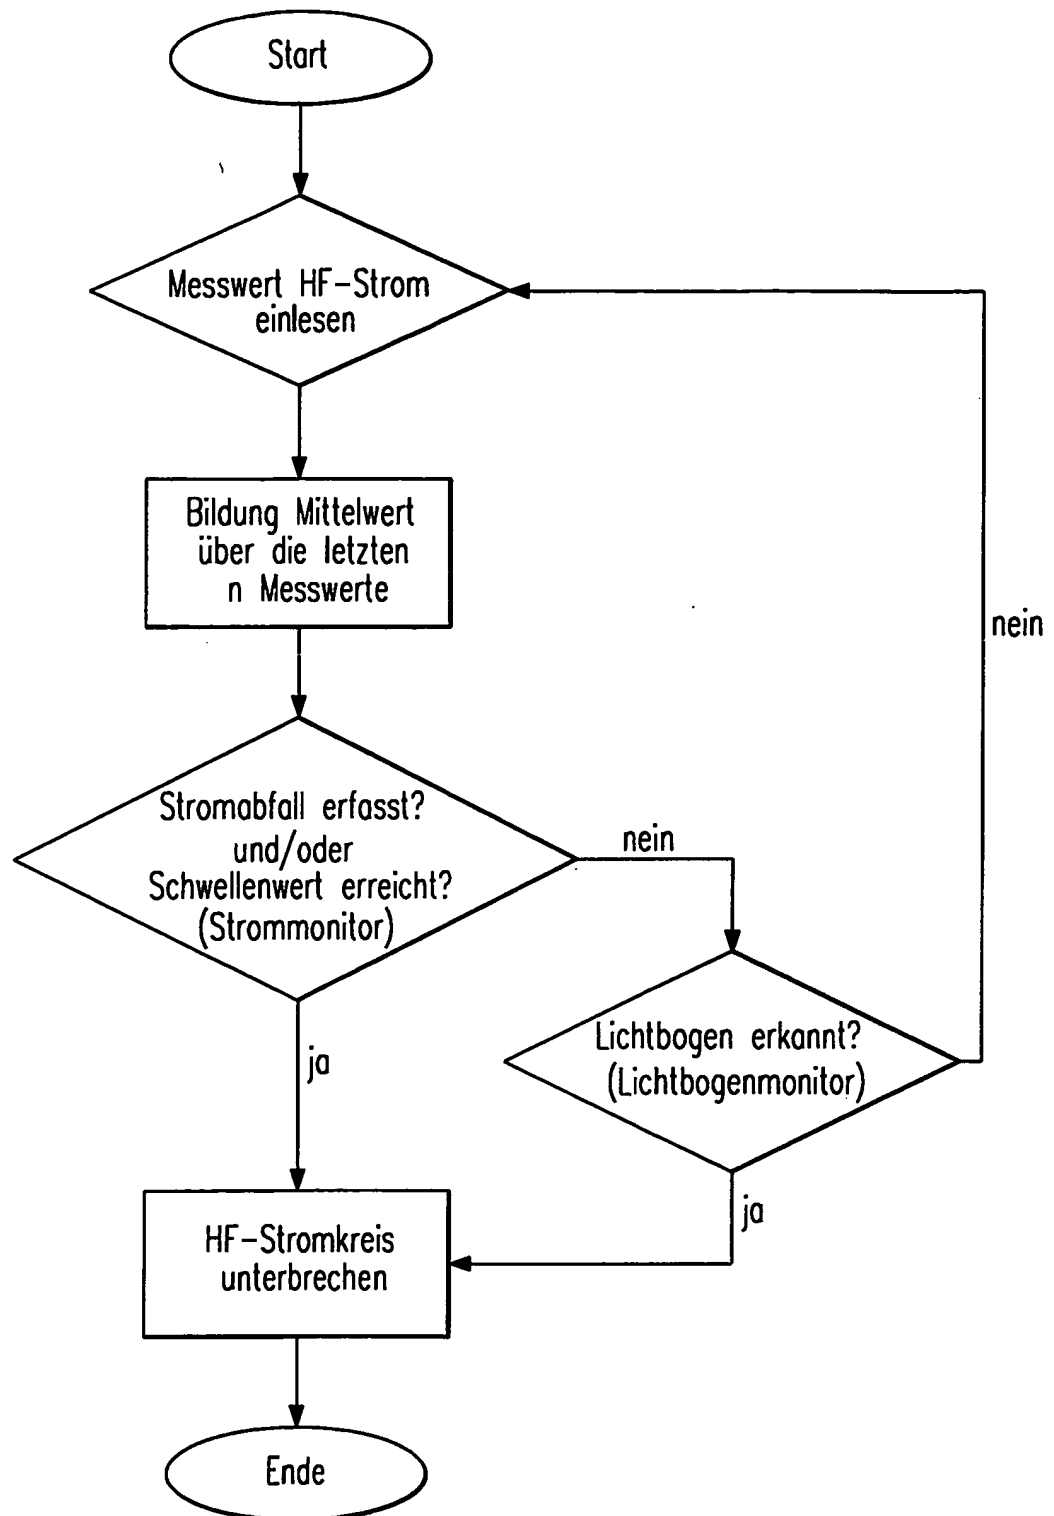 Start
Messwert HF-Strom
einlesen
Bildung Mittelwert
über die letzten
n Messwerte
nein
Stromabfall erfasst?
und/oder
Schwellenwert erreicht?
(Strommonitor)
nein
Lichtbogen erkannt?
(Lichtbogenmonitor)
ja
ja
HF-Stromkreis
unterbrechen
Ende